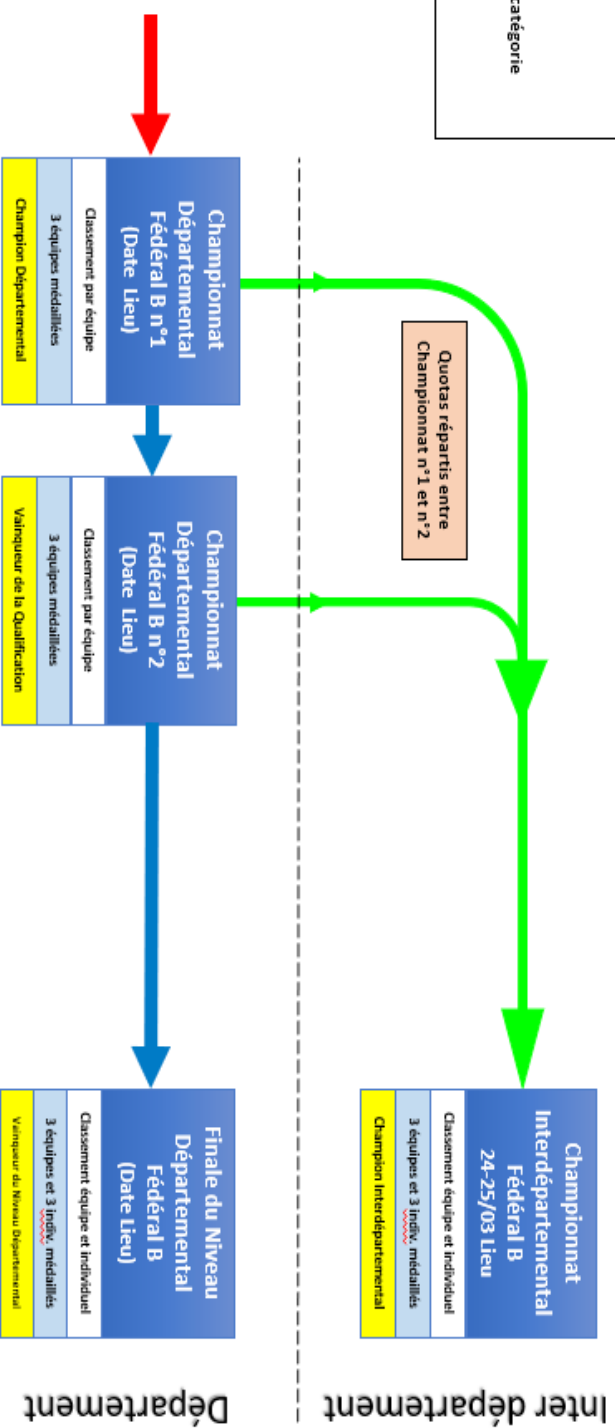 catégorie
Quotas répartis entre
Championnat n°1 et n°2
Championnat
Interdépartemental
Fédéral B
24-25/03 Lieu
Classement équipe et individuel
3 équipes et 3 indiv. médaillés
Champion Interdépartemental
Inter département
Championnat
Départemental
Fédéral B n°1
(Date Lieu)
Classement par équipe
3 équipes médaillées
Champion Départemental
Championnat
Départemental
Fédéral B n°2
(Date Lieu)
Classement par équipe
3 équipes médaillées
Vainqueur de la Qualification
Finale du Niveau
Départemental
Fédéral B
(Date Lieu)
Classement équipe et individuel
3 équipes et 3 indiv. médaillés
Vainqueur du Niveau Départemental
Département